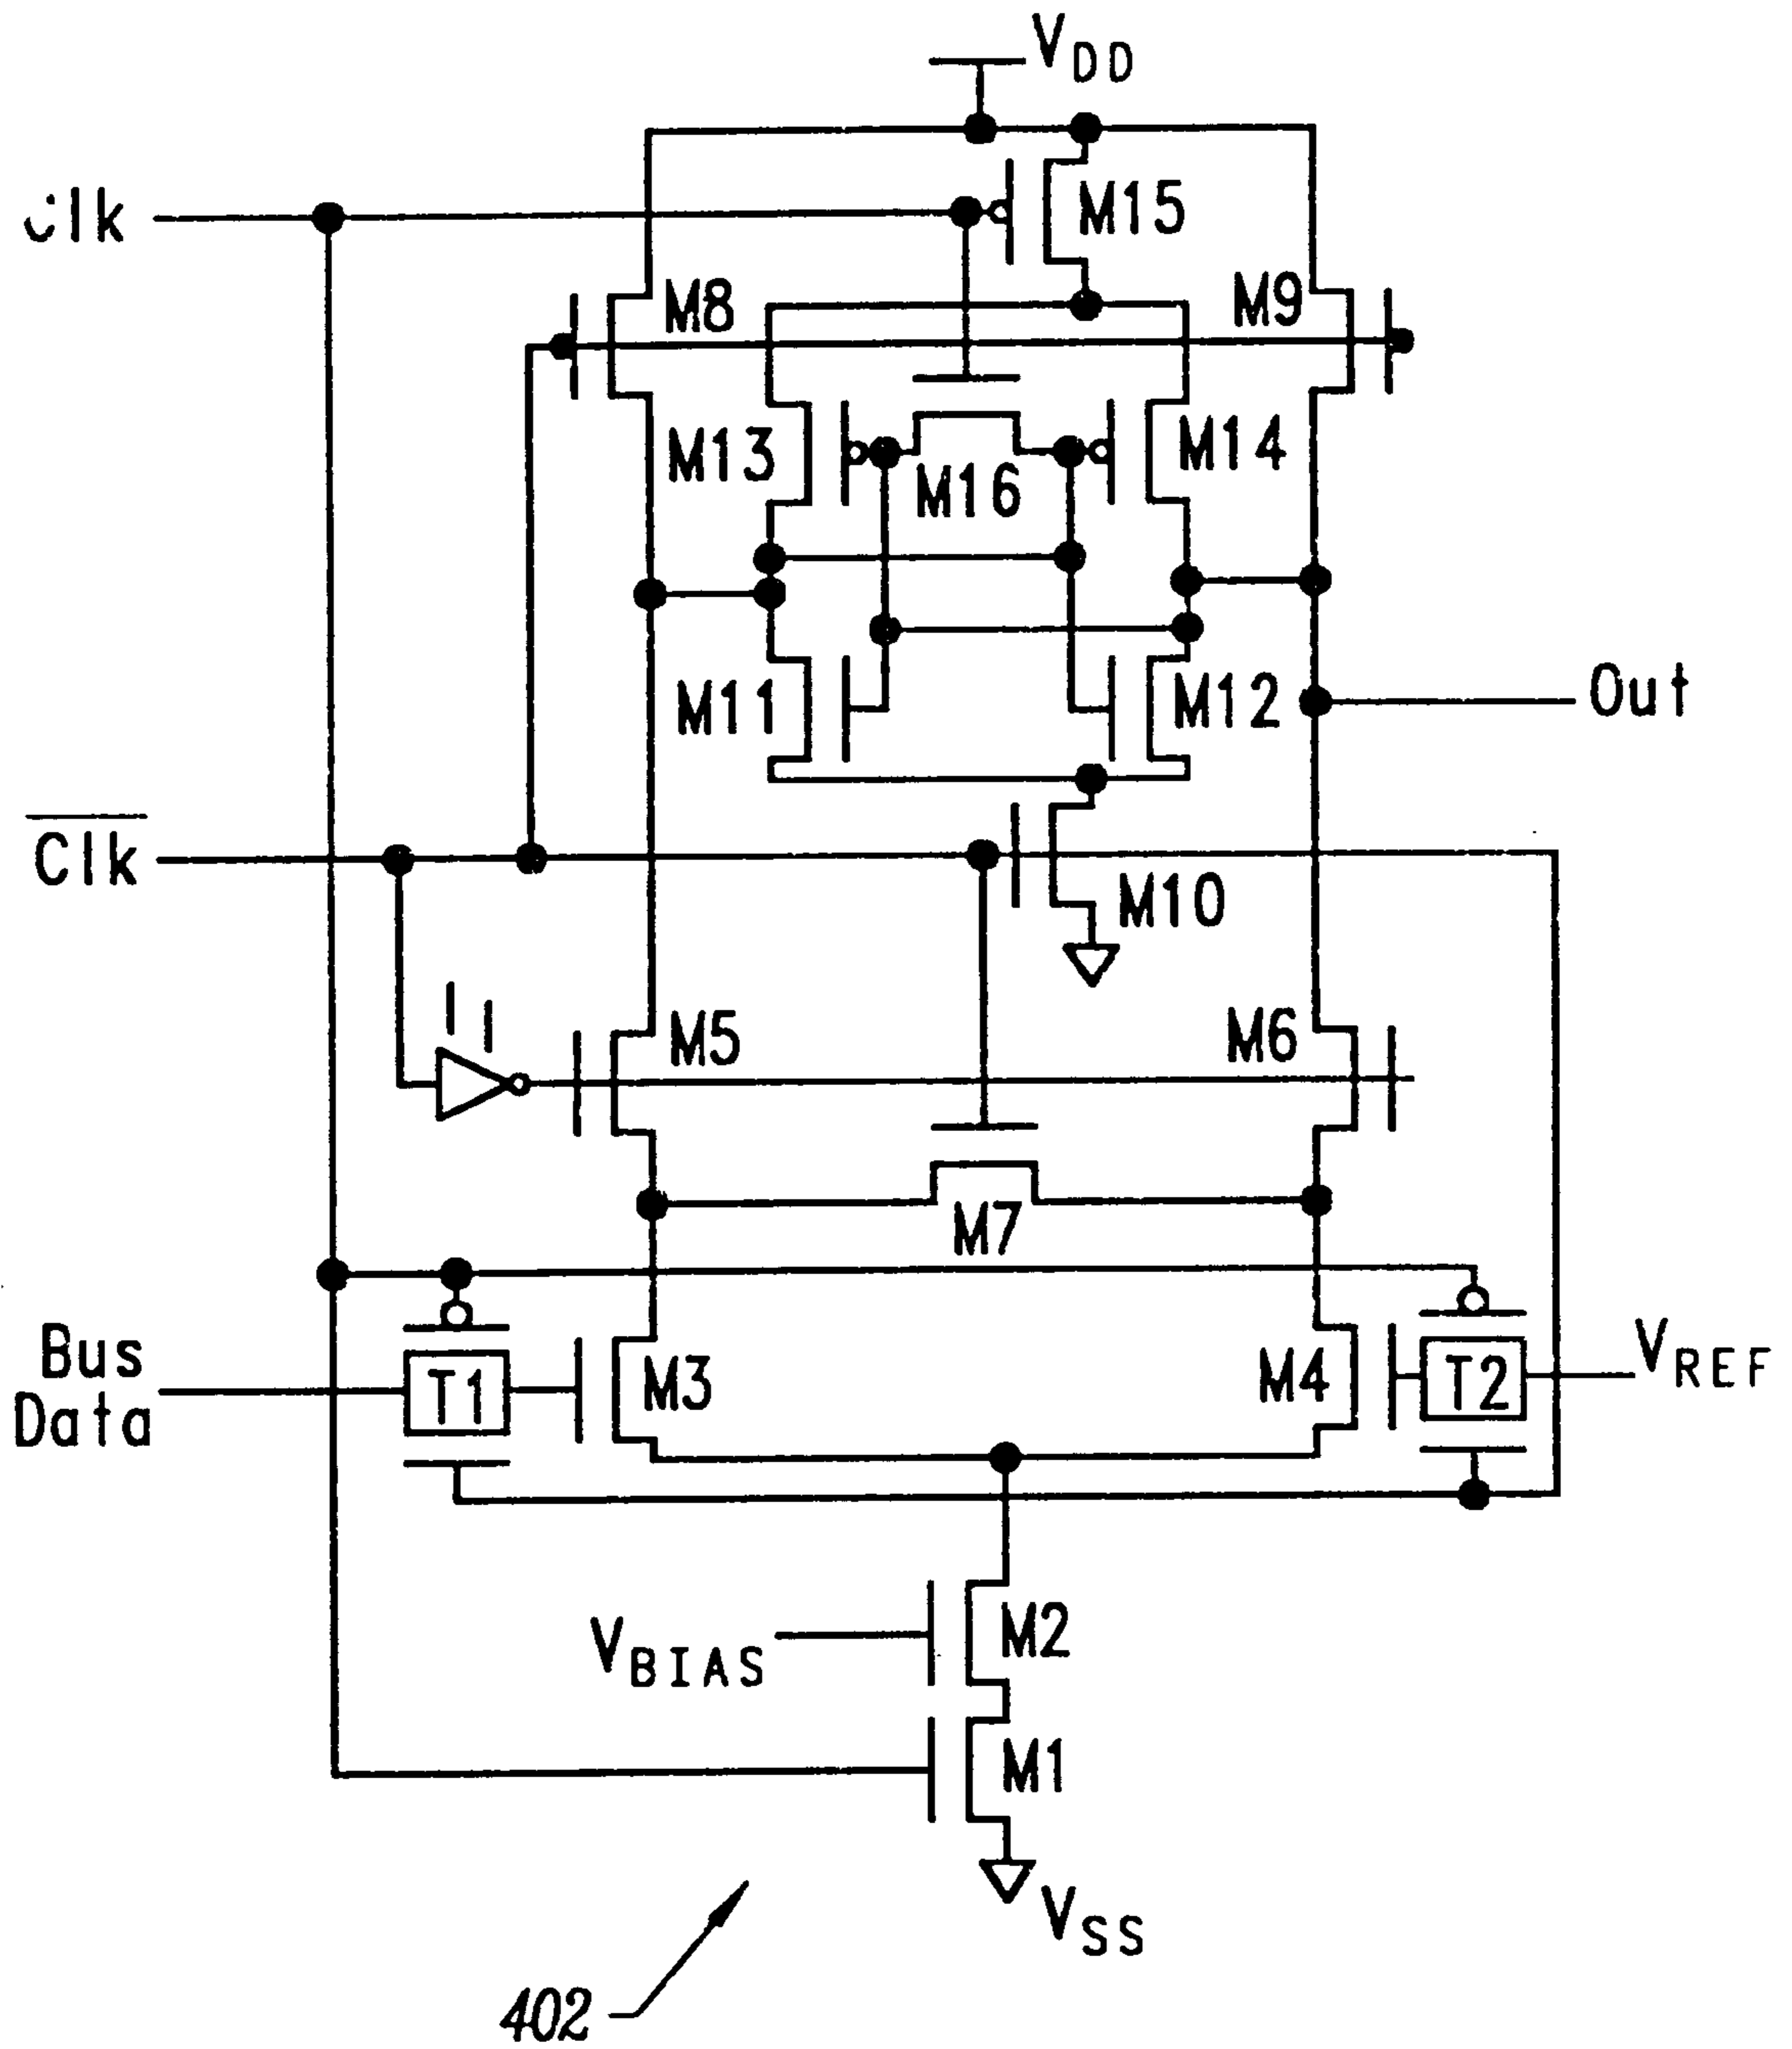 VDD
Clk
M15
M8
M9
M13
M16
M14
M11
M12
Out
Clk
M10
I1
M5
M6
M7
Bus
Data
T1
M3
M4
T2
VREF
VBIAS
M2
M1
VSS
402